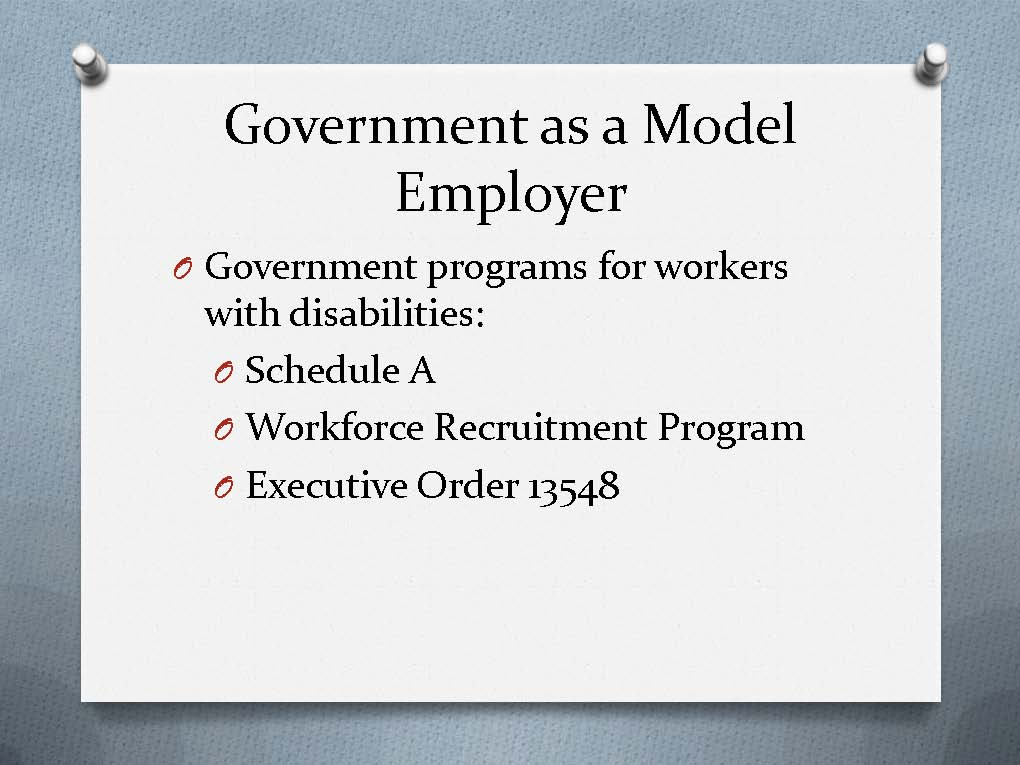 Government as a Model
Employer
Government programs for workers
with disabilities:
Schedule A
Workforce Recruitment Program
Executive Order 13548